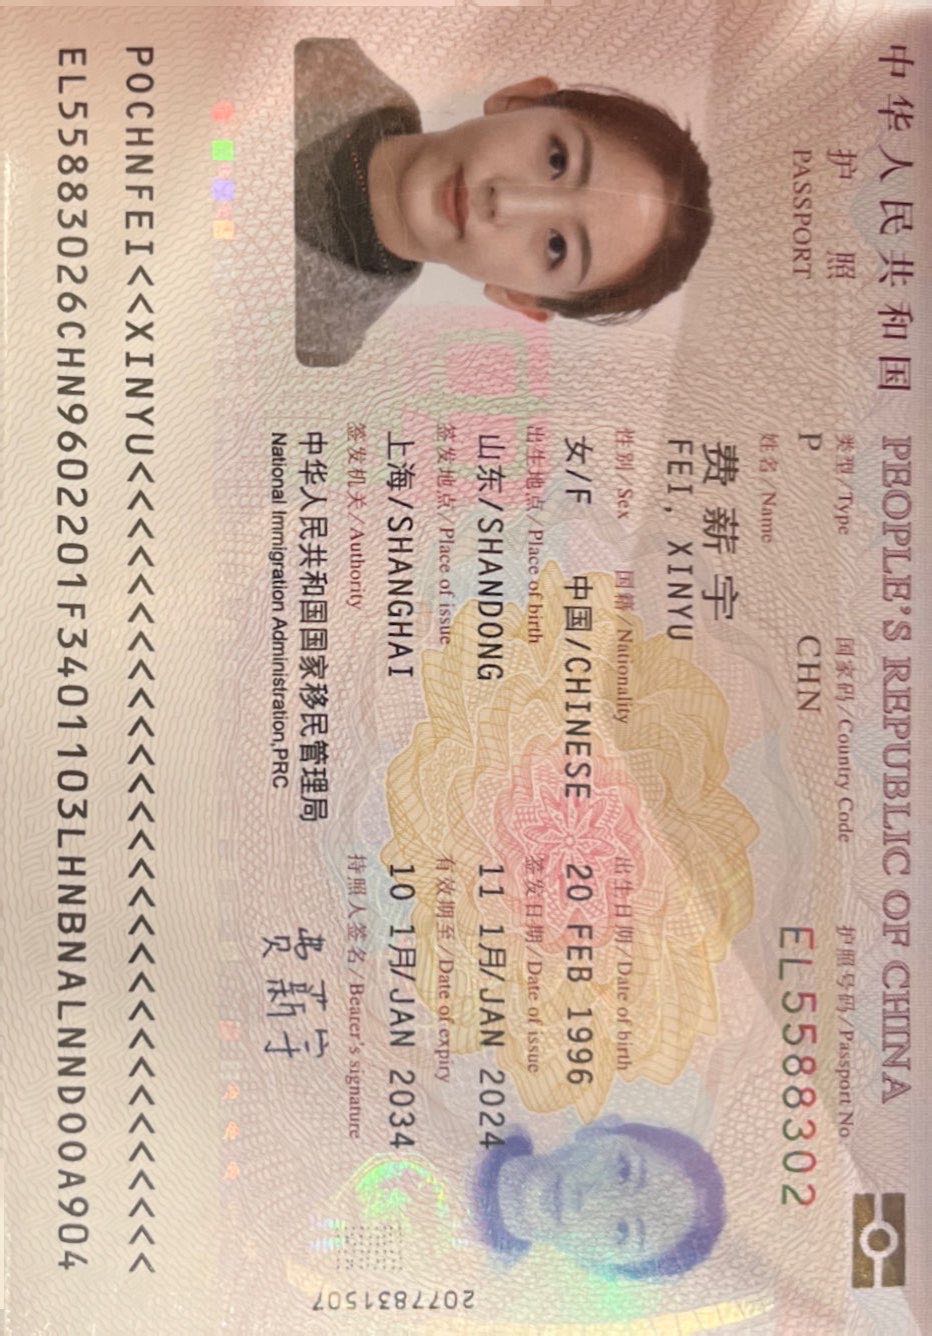 中华人民共和国 PEOPLE'S REPUBLIC OF CHINA
护照
PASSPORT
类型/Type 国家码/Country Code 护照号码/Passport No
P CHN EL5588302
姓名/Name
费薪宇
FEI, XINYU
性别/Sex 国籍/Nationality 出生日期/Date of birth
女/F 中国/CHINESE 20 FEB 1996
出生地点/Place of birth 签发日期/Date of issue
山东/SHANDONG 11 1月/JAN 2024
签发地点/Place of issue 有效期至/Date of expiry
上海/SHANGHAI 10 1月/JAN 2034
签发机关/Authority 持照人签名/Bearer's signature
中华人民共和国国家移民管理局
National Immigration Administration,PRC
费薪宇
2077831507
POCHNFEI<<XINYU<<<<<<<<<<<<<<<<<<<<<<<<<<<<<
EL55883026CHN9602201F3401103LHNBNALNND00A904